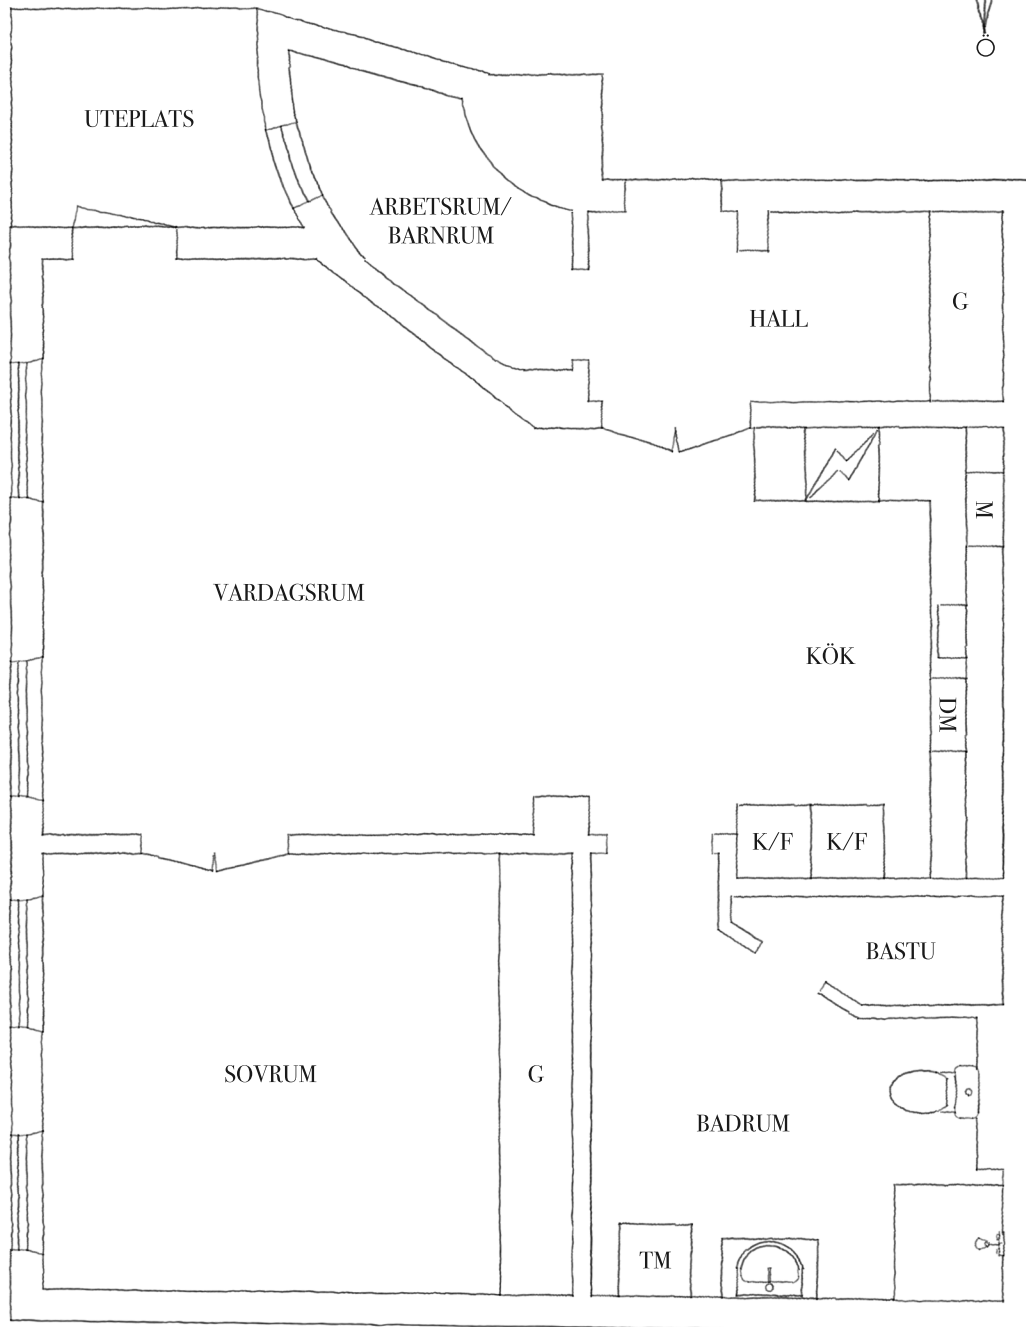 Ö
UTEPLATS
ARBETSRUM/
BARNRUM
HALL
G
M
VARDAGSRUM
KÖK
DM
K/F
K/F
BASTU
SOVRUM
G
BADRUM
TM